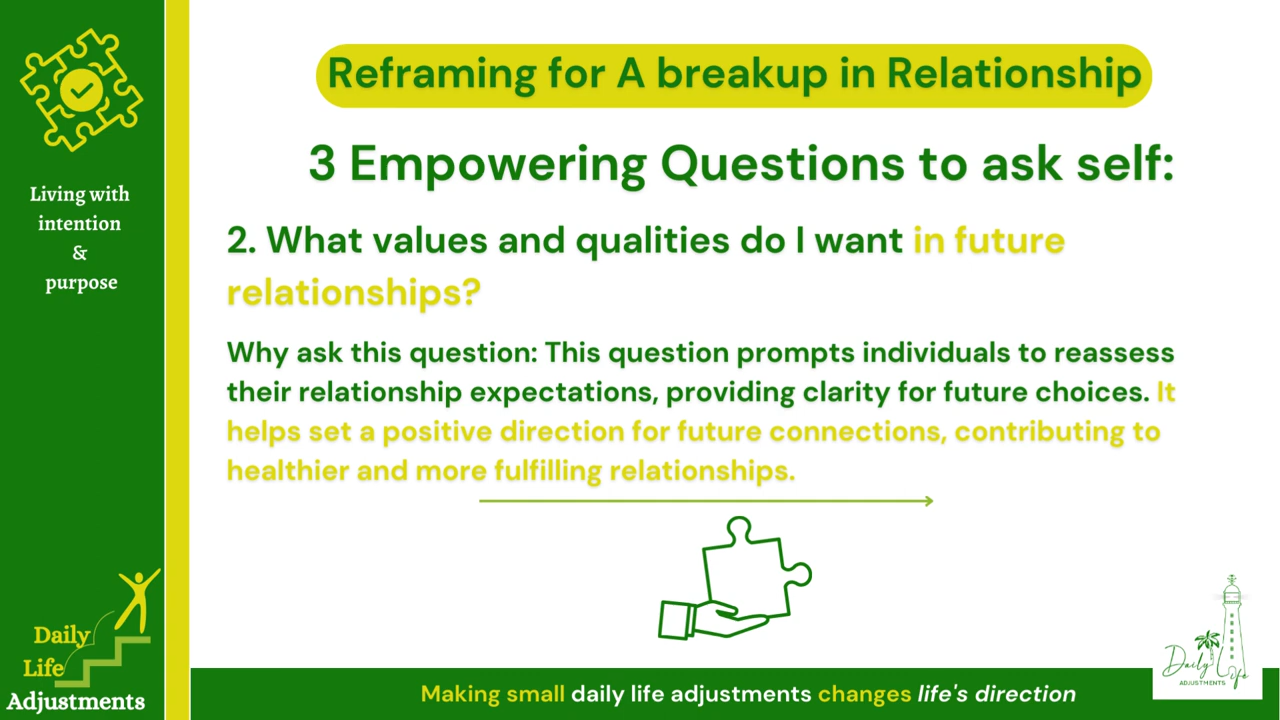 Reframing for A breakup in Relationship
3 Empowering Questions to ask self:
2. What values and qualities do I want in future
relationships?
Why ask this question: This question prompts individuals to reassess
their relationship expectations, providing clarity for future choices. It
helps set a positive direction for future connections, contributing to
healthier and more fulfilling relationships.
Living with
intention
&
purpose
Daily
Life
Adjustments
Making small daily life adjustments changes life's direction
Daily Life
ADJUSTMENTS